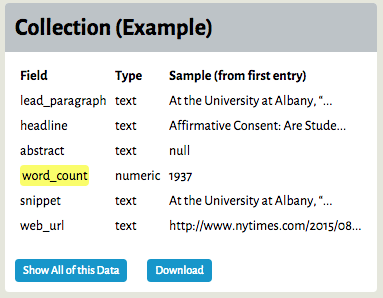 Collection (Example)
Field Type Sample (from first entry)
lead_paragraph text At the University at Albany, “...
headline text Affirmative Consent: Are Stude...
abstract text null
word_count numeric 1937
snippet text At the University at Albany, “...
web_url text http://www.nytimes.com/2015/08...
Show All of this Data Download